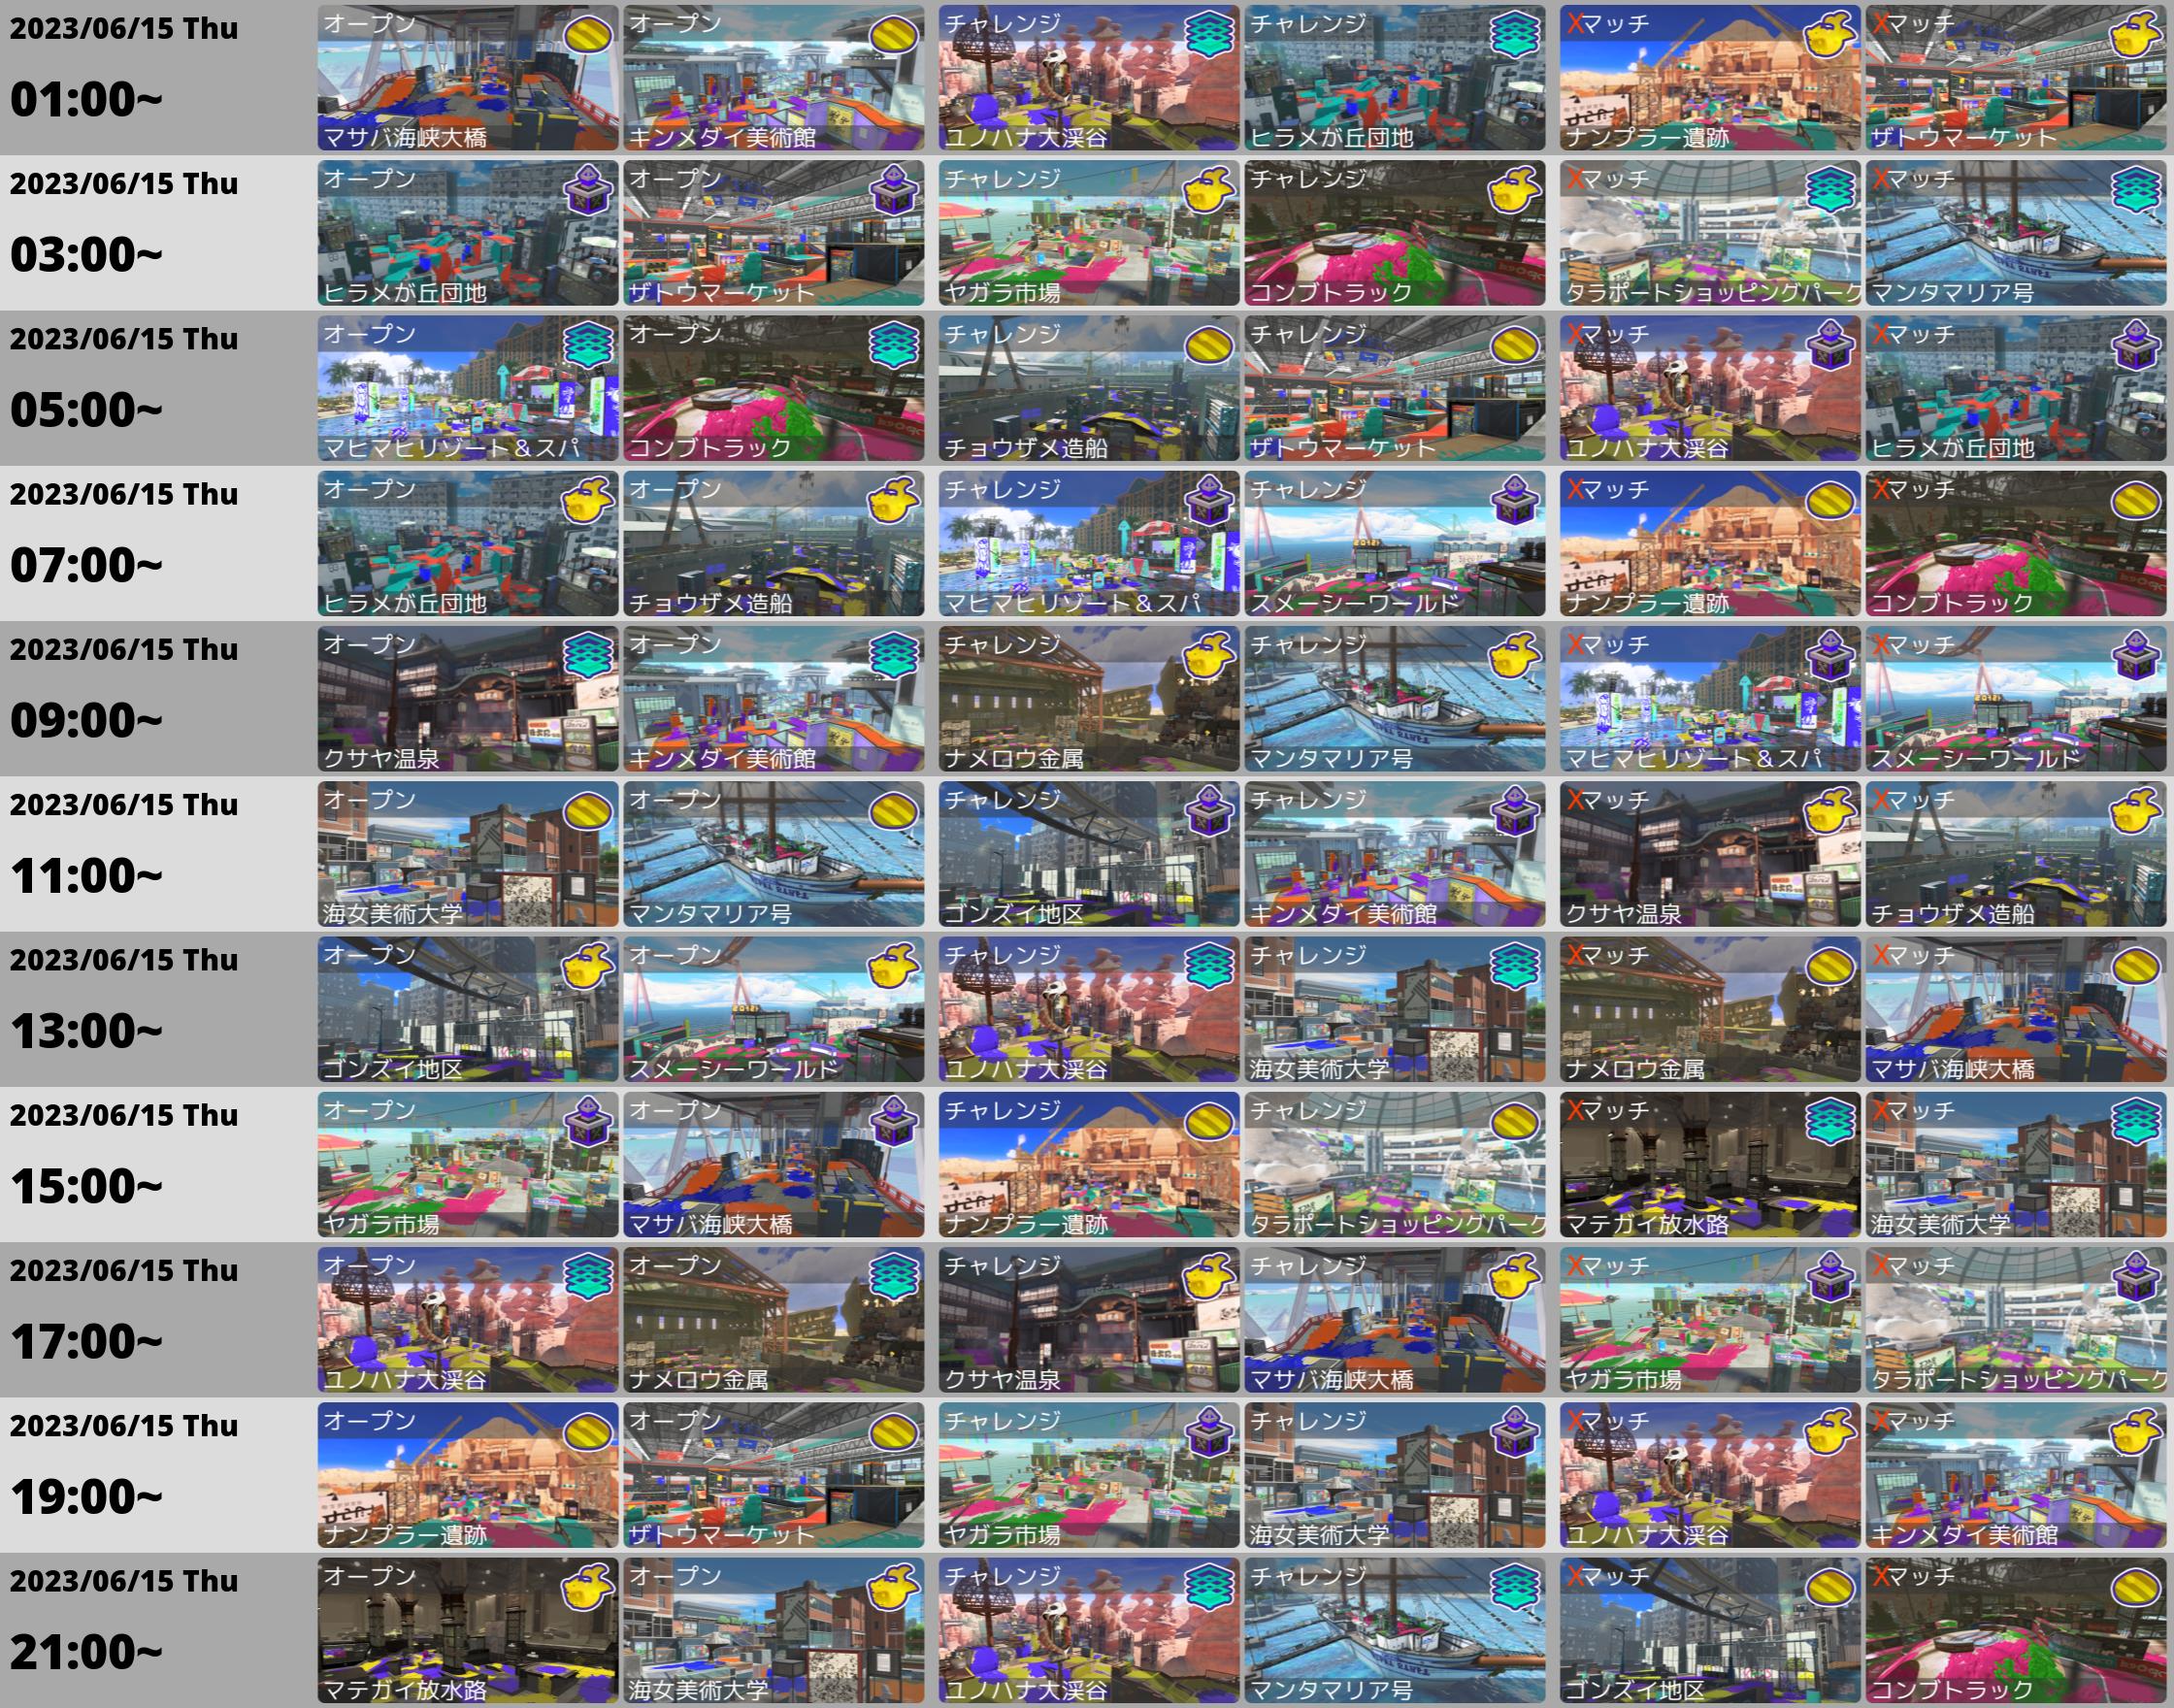 2023/06/15 Thu
01:00~
オープン オープン チャレンジ チャレンジ Xマッチ Xマッチ
マサバ海峡大橋 キンメダイ美術館 ユノハナ大渓谷 ヒラメが丘団地 ナンプラー遺跡 ザトウマーケット
2023/06/15 Thu
03:00~
オープン オープン チャレンジ チャレンジ Xマッチ Xマッチ
ヒラメが丘団地 ザトウマーケット ヤガラ市場 コンブトラック タラポートショッピングパーク マンタマリア号
2023/06/15 Thu
05:00~
オープン オープン チャレンジ チャレンジ Xマッチ Xマッチ
マヒマヒリゾート&スパ コンブトラック チョウザメ造船 ザトウマーケット ユノハナ大渓谷 ヒラメが丘団地
2023/06/15 Thu
07:00~
オープン オープン チャレンジ チャレンジ Xマッチ Xマッチ
ヒラメが丘団地 チョウザメ造船 マヒマヒリゾート&スパ スメーシーワールド ナンプラー遺跡 コンブトラック
2023/06/15 Thu
09:00~
オープン オープン チャレンジ チャレンジ Xマッチ Xマッチ
クサヤ温泉 キンメダイ美術館 ナメロウ金属 マンタマリア号 マヒマヒリゾート&スパ スメーシーワールド
2023/06/15 Thu
11:00~
オープン オープン チャレンジ チャレンジ Xマッチ Xマッチ
海女美術大学 マンタマリア号 ゴンズイ地区 キンメダイ美術館 クサヤ温泉 チョウザメ造船
2023/06/15 Thu
13:00~
オープン オープン チャレンジ チャレンジ Xマッチ Xマッチ
ゴンズイ地区 スメーシーワールド ユノハナ大渓谷 海女美術大学 ナメロウ金属 マサバ海峡大橋
2023/06/15 Thu
15:00~
オープン オープン チャレンジ チャレンジ Xマッチ Xマッチ
ヤガラ市場 マサバ海峡大橋 ナンプラー遺跡 タラポートショッピングパーク マテガイ放水路 海女美術大学
2023/06/15 Thu
17:00~
オープン オープン チャレンジ チャレンジ Xマッチ Xマッチ
ユノハナ大渓谷 ナメロウ金属 クサヤ温泉 マサバ海峡大橋 ヤガラ市場 タラポートショッピングパーク
2023/06/15 Thu
19:00~
オープン オープン チャレンジ チャレンジ Xマッチ Xマッチ
ナンプラー遺跡 ザトウマーケット ヤガラ市場 海女美術大学 ユノハナ大渓谷 キンメダイ美術館
2023/06/15 Thu
21:00~
オープン オープン チャレンジ チャレンジ Xマッチ Xマッチ
マテガイ放水路 海女美術大学 ユノハナ大渓谷 マンタマリア号 ゴンズイ地区 コンブトラック